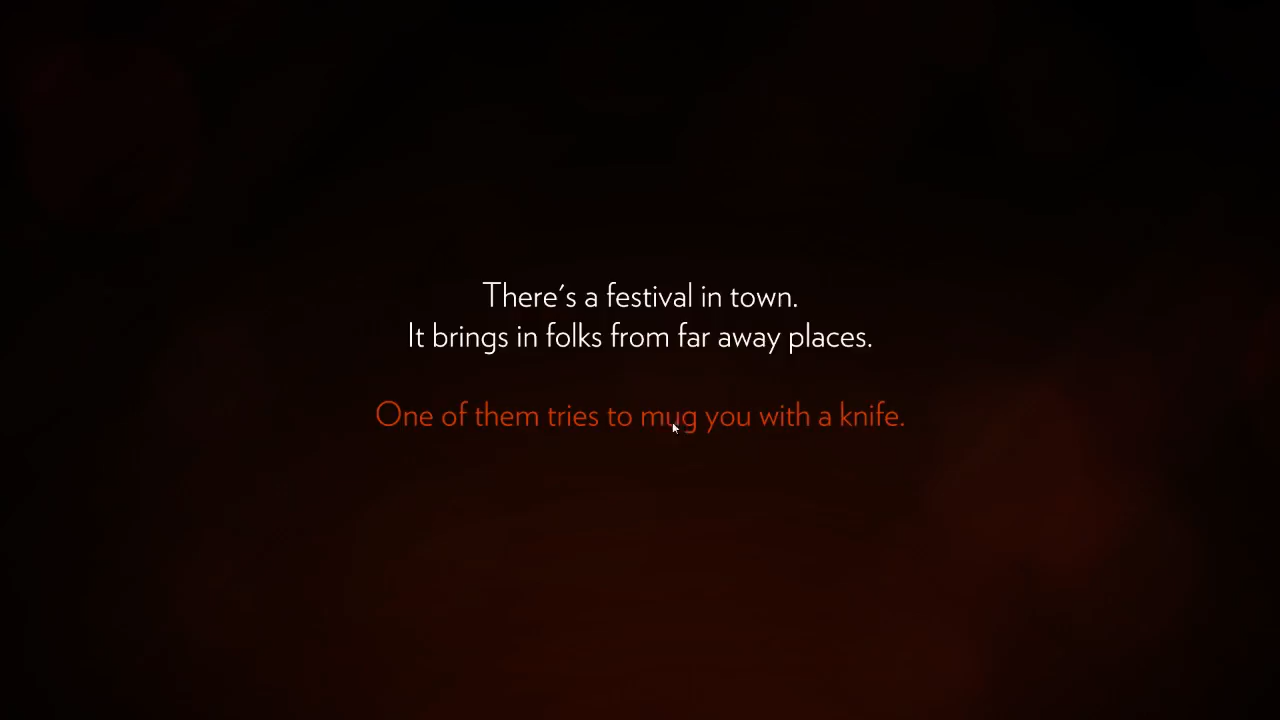 There's a festival in town.
It brings in folks from far away places.
One of them tries to mug you with a knife.